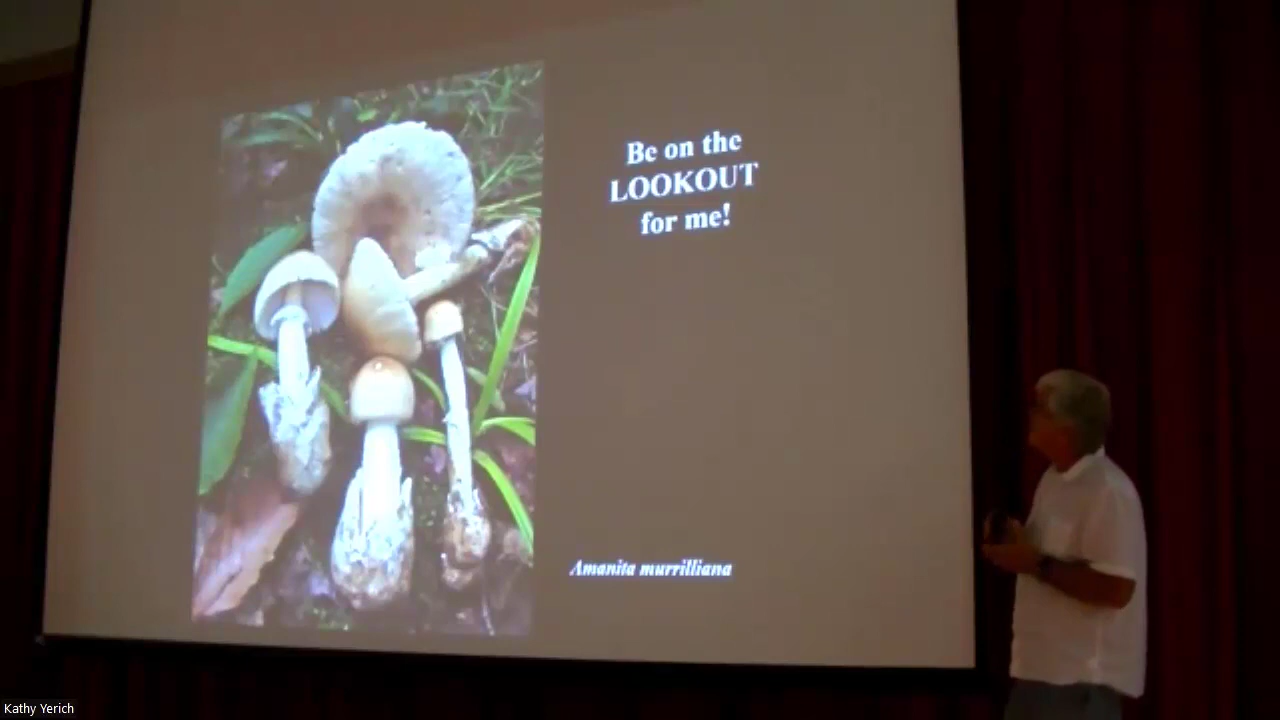 Be on the
LOOKOUT
for me!
Amanita murrilliana
Kathy Yerich